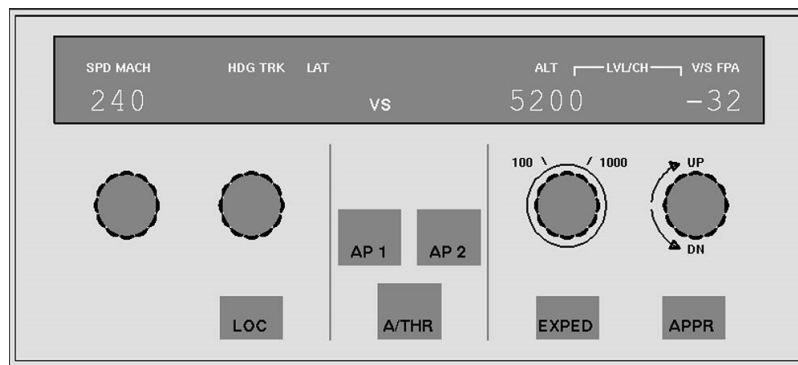 SPD MACH HDG TRK LAT ALT LVL/CH V/S FPA
240 VS 5200 -32
100 1000 UP
AP 1 AP 2 DN
LOC A/THR EXPED APPR